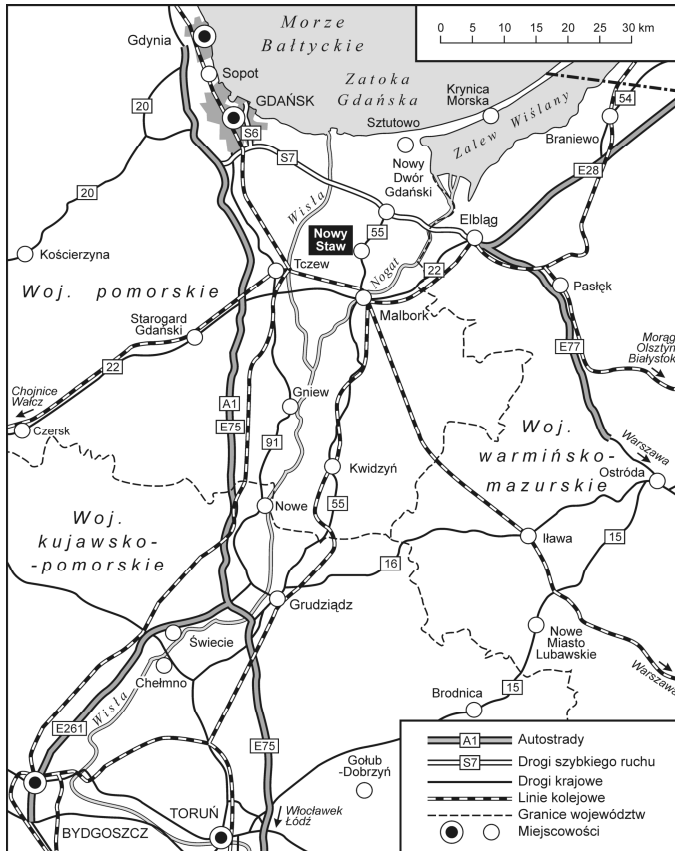 Morze
Bałtyckie
0 5 10 15 20 25 30 km
Gdynia
Sopot
Zatoka
Gdańska
GDAŃSK
Krynica
Morska
54
20
S6
Sztutowo
Zalew Wiślany
Braniewo
S7
Nowy
Dwór
Gdański
E28
20
Wisła
Elbląg
Nowy
Staw
55
Kościerzyna
Tczew
Nogat
22
Pasłęk
Woj. pomorskie
Malbork
Starogard
Gdański
Morąg
Olsztyn
Białystok
E77
22
Chojnice
Wałcz
A1
Gniew
Czersk
E75
Woj.
warmińsko-
mazurskie
91
Warszawa
Kwidzyń
Ostróda
55
Nowe
Woj.
kujawsko-
-pomorskie
Iława
15
16
Grudziądz
Świecie
Nowe
Miasto
Lubawskie
Chełmno
Warszawa
Wisła
15
Brodnica
E261
E75
Gołub
-Dobrzyń
Włocławek
Łódź
TORUŃ
BYDGOSZCZ
A1 Autostrady
S7 Drogi szybkiego ruchu
Drogi krajowe
Linie kolejowe
Granice województw
Miejscowości